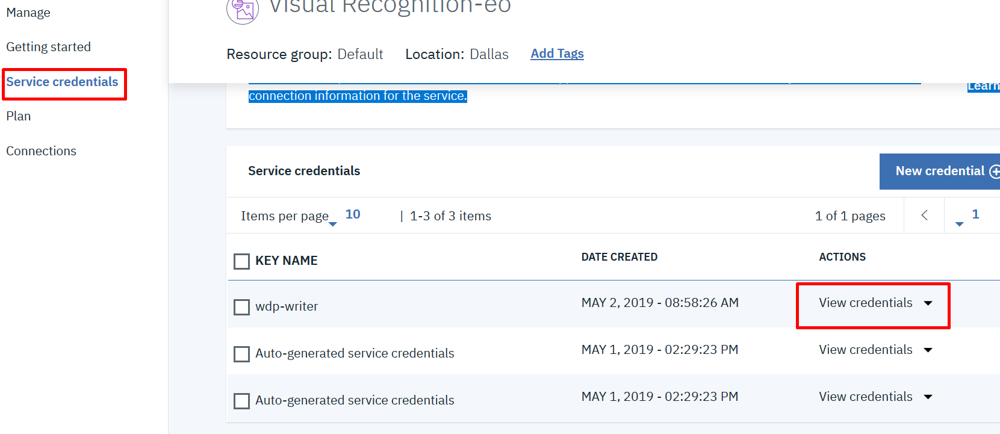 Manage
Getting started
Service credentials
Plan
Connections
Visual Recognition-eo
Resource group: Default Location: Dallas Add Tags
Learn
connection information for the service.
Service credentials
New credential
Items per page 10 | 1-3 of 3 items
1 of 1 pages 1
KEY NAME DATE CREATED ACTIONS
wdp-writer MAY 2, 2019 - 08:58:26 AM View credentials
Auto-generated service credentials MAY 1, 2019 - 02:29:23 PM View credentials
Auto-generated service credentials MAY 1, 2019 - 02:29:23 PM View credentials